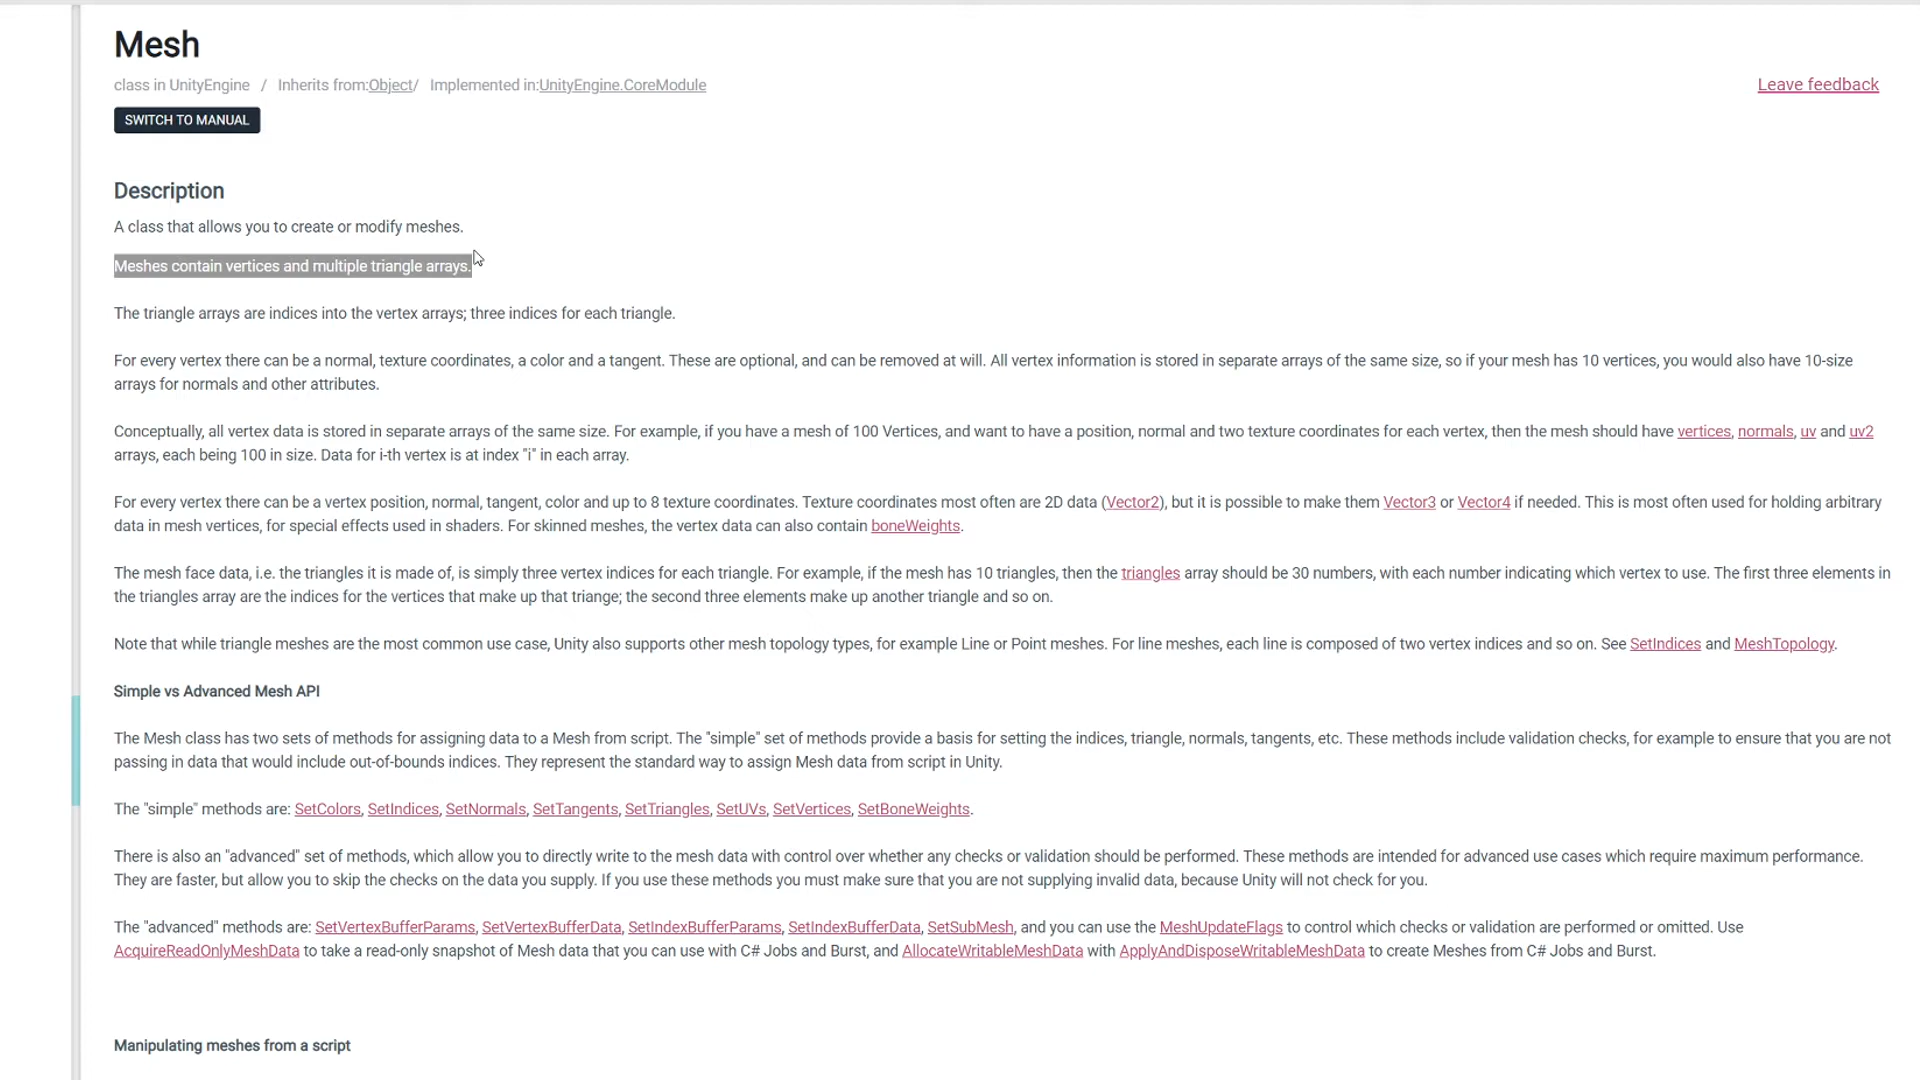 Mesh
class in UnityEngine / Inherits from:Object/ Implemented in:UnityEngine.CoreModule
Leave feedback
SWITCH TO MANUAL
Description
A class that allows you to create or modify meshes.
Meshes contain vertices and multiple triangle arrays.
The triangle arrays are indices into the vertex arrays; three indices for each triangle.
For every vertex there can be a normal, texture coordinates, a color and a tangent. These are optional, and can be removed at will. All vertex information is stored in separate arrays of the same size, so if your mesh has 10 vertices, you would also have 10-size
arrays for normals and other attributes.
Conceptually, all vertex data is stored in separate arrays of the same size. For example, if you have a mesh of 100 Vertices, and want to have a position, normal and two texture coordinates for each vertex, then the mesh should have vertices, normals, uv and uv2
arrays, each being 100 in size. Data for i-th vertex is at index "i" in each array.
For every vertex there can be a vertex position, normal, tangent, color and up to 8 texture coordinates. Texture coordinates most often are 2D data (Vector2), but it is possible to make them Vector3 or Vector4 if needed. This is most often used for holding arbitrary
data in mesh vertices, for special effects used in shaders. For skinned meshes, the vertex data can also contain boneWeights.
The mesh face data, i.e. the triangles it is made of, is simply three vertex indices for each triangle. For example, if the mesh has 10 triangles, then the triangles array should be 30 numbers, with each number indicating which vertex to use. The first three elements in
the triangles array are the indices for the vertices that make up that triange; the second three elements make up another triangle and so on.
Note that while triangle meshes are the most common use case, Unity also supports other mesh topology types, for example Line or Point meshes. For line meshes, each line is composed of two vertex indices and so on. See SetIndices and MeshTopology.
Simple vs Advanced Mesh API
The Mesh class has two sets of methods for assigning data to a Mesh from script. The "simple" set of methods provide a basis for setting the indices, triangle, normals, tangents, etc. These methods include validation checks, for example to ensure that you are not
passing in data that would include out-of-bounds indices. They represent the standard way to assign Mesh data from script in Unity.
The "simple" methods are: SetColors, SetIndices, SetNormals, SetTangents, SetTriangles, SetUVs, SetVertices, SetBoneWeights.
There is also an "advanced" set of methods, which allow you to directly write to the mesh data with control over whether any checks or validation should be performed. These methods are intended for advanced use cases which require maximum performance.
They are faster, but allow you to skip the checks on the data you supply. If you use these methods you must make sure that you are not supplying invalid data, because Unity will not check for you.
The "advanced" methods are: SetVertexBufferParams, SetVertexBufferData, SetIndexBufferParams, SetIndexBufferData, SetSubMesh, and you can use the MeshUpdateFlags to control which checks or validation are performed or omitted. Use
AcquireReadOnlyMeshData to take a read-only snapshot of Mesh data that you can use with C# Jobs and Burst, and AllocateWritableMeshData with ApplyAndDisposeWritableMeshData to create Meshes from C# Jobs and Burst.
Manipulating meshes from a script